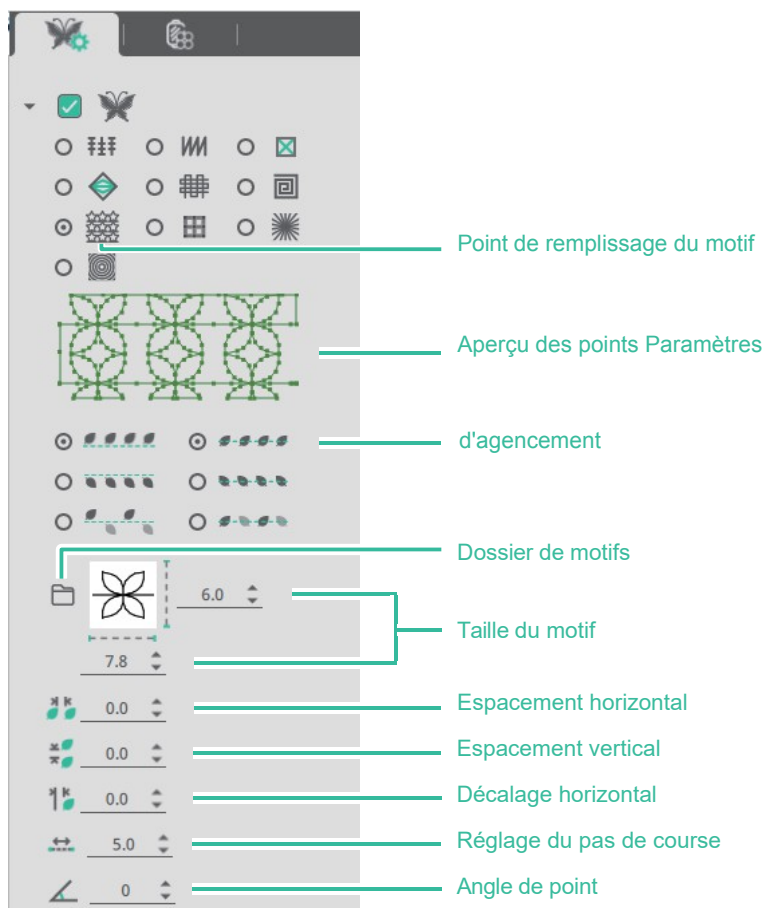 Point de remplissage du motif
Aperçu des points Paramètres
d'agencement
Dossier de motifs
6.0
Taille du motif
7.8
0.0 Espacement horizontal
0.0 Espacement vertical
0.0 Décalage horizontal
5.0 Réglage du pas de course
0 Angle de point